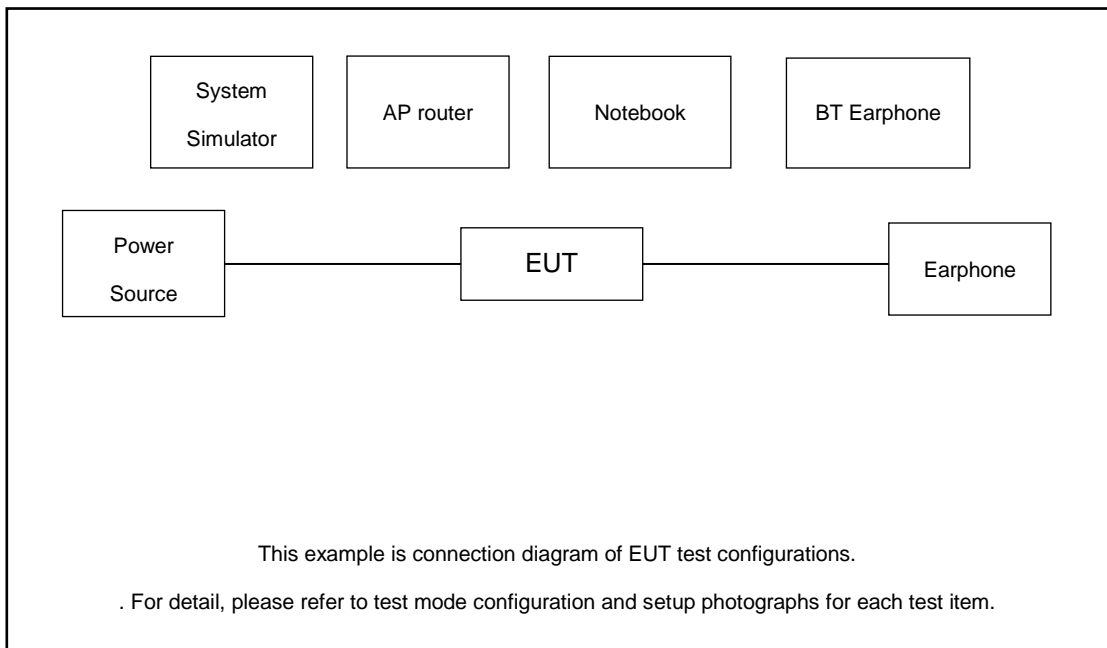 System
Simulator
AP router
Notebook
BT Earphone
Power
Source
EUT
Earphone
This example is connection diagram of EUT test configurations.
. For detail, please refer to test mode configuration and setup photographs for each test item.